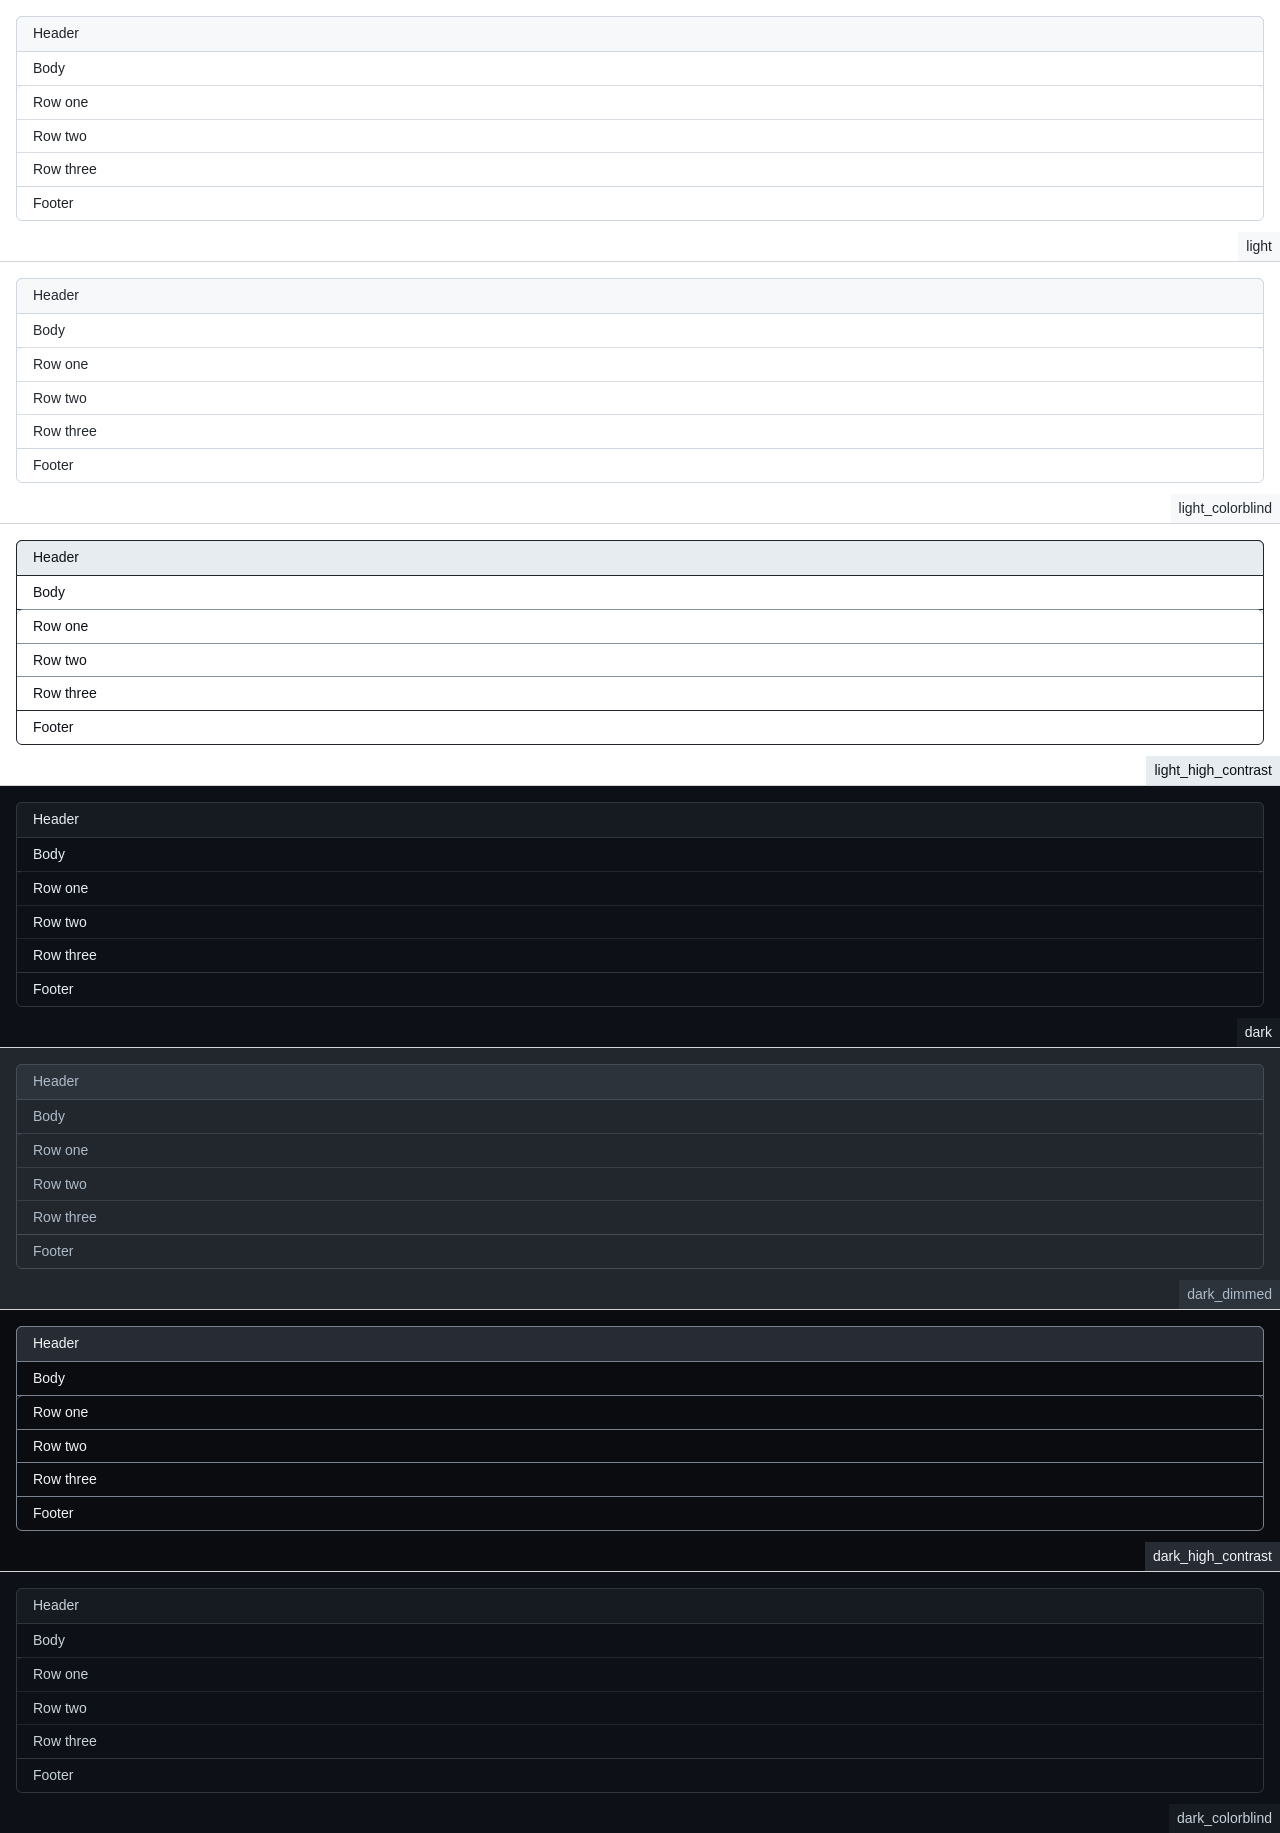 Header
Body
Row one
Row two
Row three
Footer
light
Header
Body
Row one
Row two
Row three
Footer
light_colorblind
Header
Body
Row one
Row two
Row three
Footer
light_high_contrast
Header
Body
Row one
Row two
Row three
Footer
dark
Header
Body
Row one
Row two
Row three
Footer
dark_dimmed
Header
Body
Row one
Row two
Row three
Footer
dark_high_contrast
Header
Body
Row one
Row two
Row three
Footer
dark_colorblind